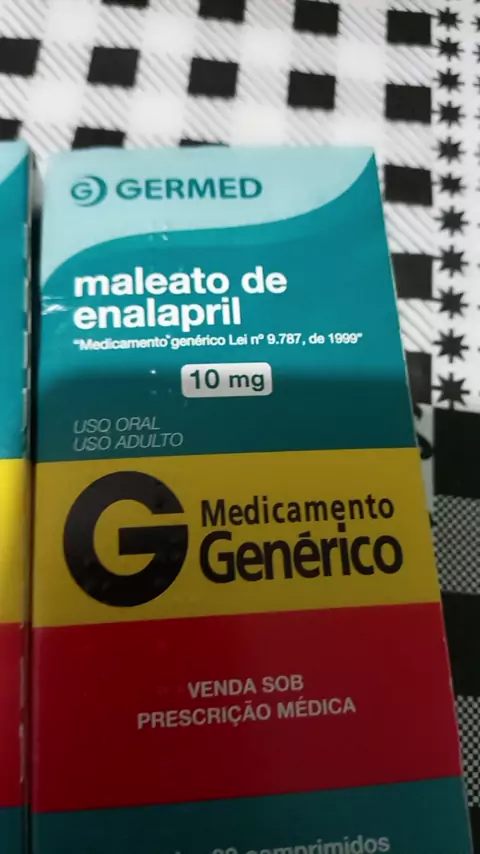 GERMED
maleato de
enalapril
"Medicamento genérico Lei nº 9.787, de 1999"
10 mg
USO ORAL
USO ADULTO
G Medicamento
Genérico
VENDA SOB
PRESCRIÇÃO MÉDICA
comprimidos